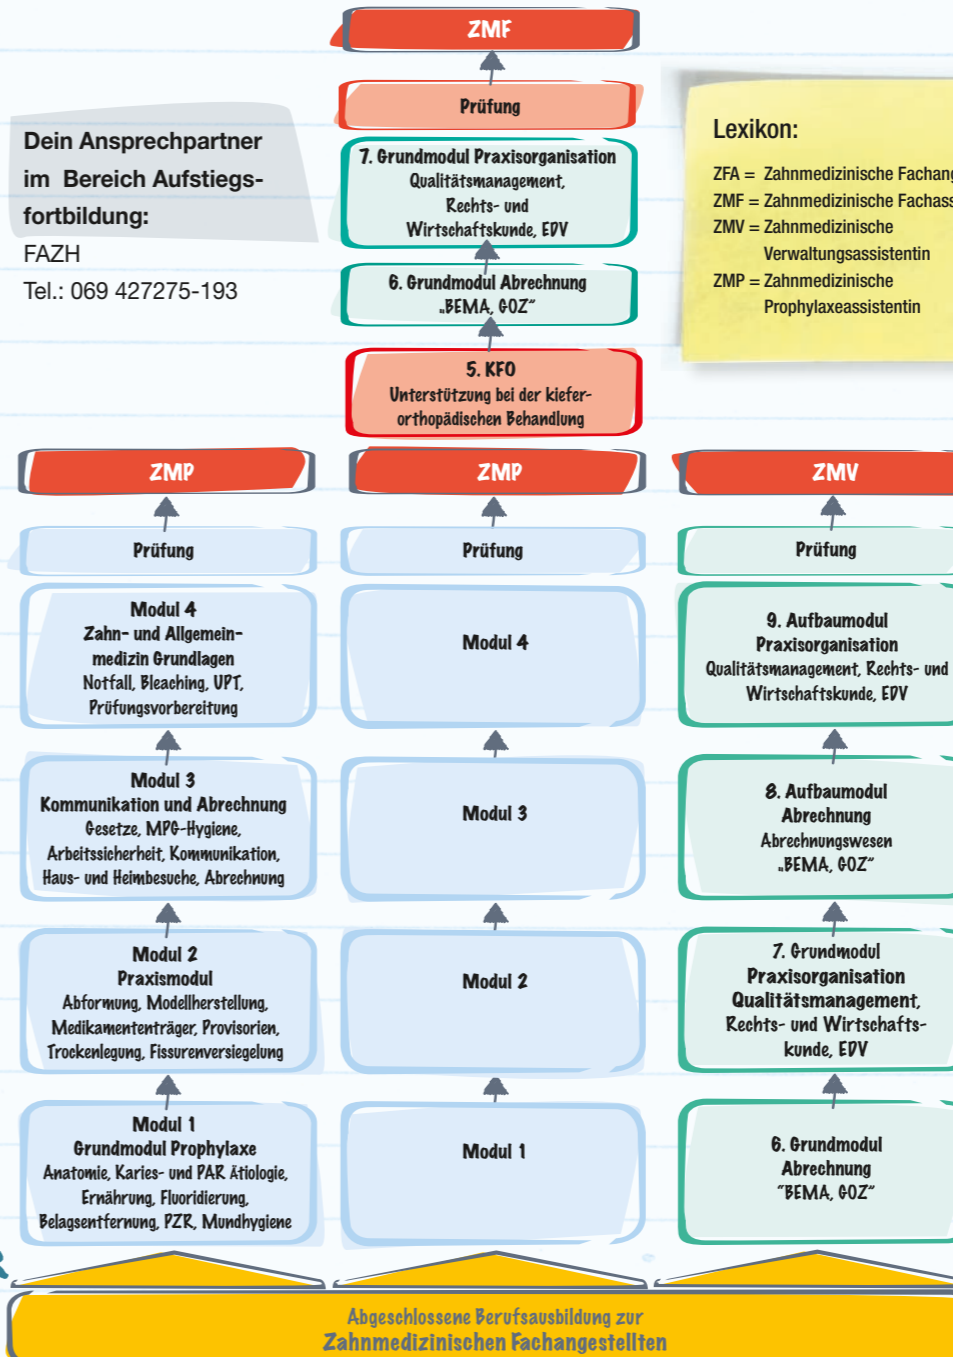 ZMF
Prüfung
7. Grundmodul Praxisorganisation
Qualitätsmanagement,
Rechts- und
Wirtschaftskunde, EDV
6. Grundmodul Abrechnung
„BEMA, GOZ“
5. KFO
Unterstützung bei der kiefer-
orthopädischen Behandlung
Dein Ansprechpartner
im Bereich Aufstiegs-
fortbildung:
FAZH
Tel.: 069 427275-193
Lexikon:
ZFA = Zahnmedizinische
ZMF = Zahnmedizinische
ZMV = Zahnmedizinische
Verwaltungsassistentin
ZMP = Zahnmedizinische
Prophylaxeassistentin
ZMP
Prüfung
Modul 4
Zahn- und Allgemein-
medizin Grundlagen
Notfall, Bleaching, UPT,
Prüfungsvorbereitung
Modul 3
Kommunikation und Abrechnung
Gesetze, MPG-Hygiene,
Arbeitssicherheit, Kommunikation,
Haus- und Heimbesuche, Abrechnung
Modul 2
Praxismodul
Abformung, Modellherstellung,
Medikamententräger, Provisorien,
Trockenlegung, Fissurenversiegelung
Modul 1
Grundmodul Prophylaxe
Anatomie, Karies- und PAR Ätiologie,
Ernährung, Fluoridierung,
Belagsentfernung, PZR, Mundhygiene
ZMP
Prüfung
Modul 4
Modul 3
Modul 2
Modul 1
ZMV
Prüfung
9. Aufbaumodul
Praxisorganisation
Qualitätsmanagement, Rechts- und
Wirtschaftskunde, EDV
8. Aufbaumodul
Abrechnung
Abrechnungswesen
„BEMA, GOZ“
7. Grundmodul
Praxisorganisation
Qualitätsmanagement,
Rechts- und Wirtschafts-
kunde, EDV
6. Grundmodul
Abrechnung
"BEMA, GOZ"
Abgeschlossene Berufsausbildung zur
Zahnmedizinischen Fachangestellten